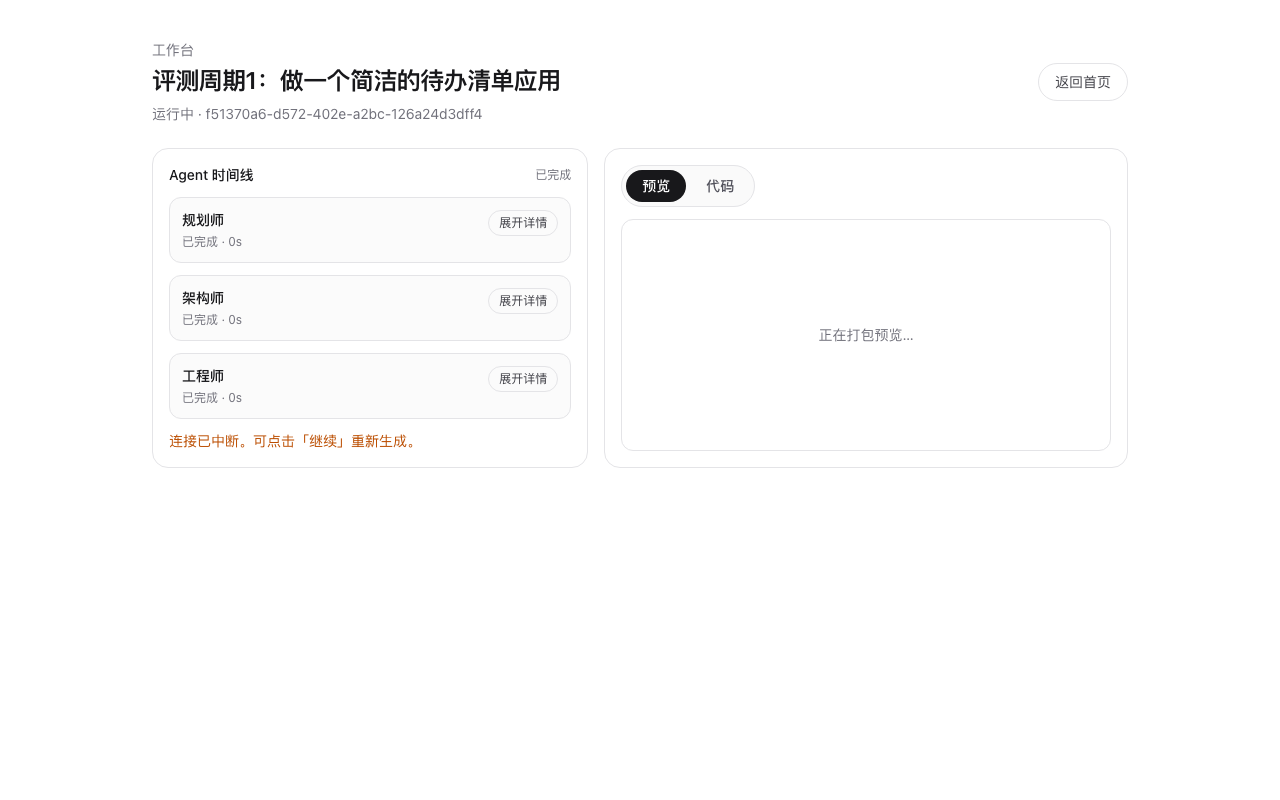 工作台
评测周期1：做一个简洁的待办清单应用
返回首页
运行中 · f51370a6-d572-402e-a2bc-126a24d3dff4
Agent 时间线
已完成
规划师
展开详情
已完成 · 0s
架构师
展开详情
已完成 · 0s
工程师
展开详情
已完成 · 0s
连接已中断。可点击「继续」重新生成。
预览
代码
正在打包预览...